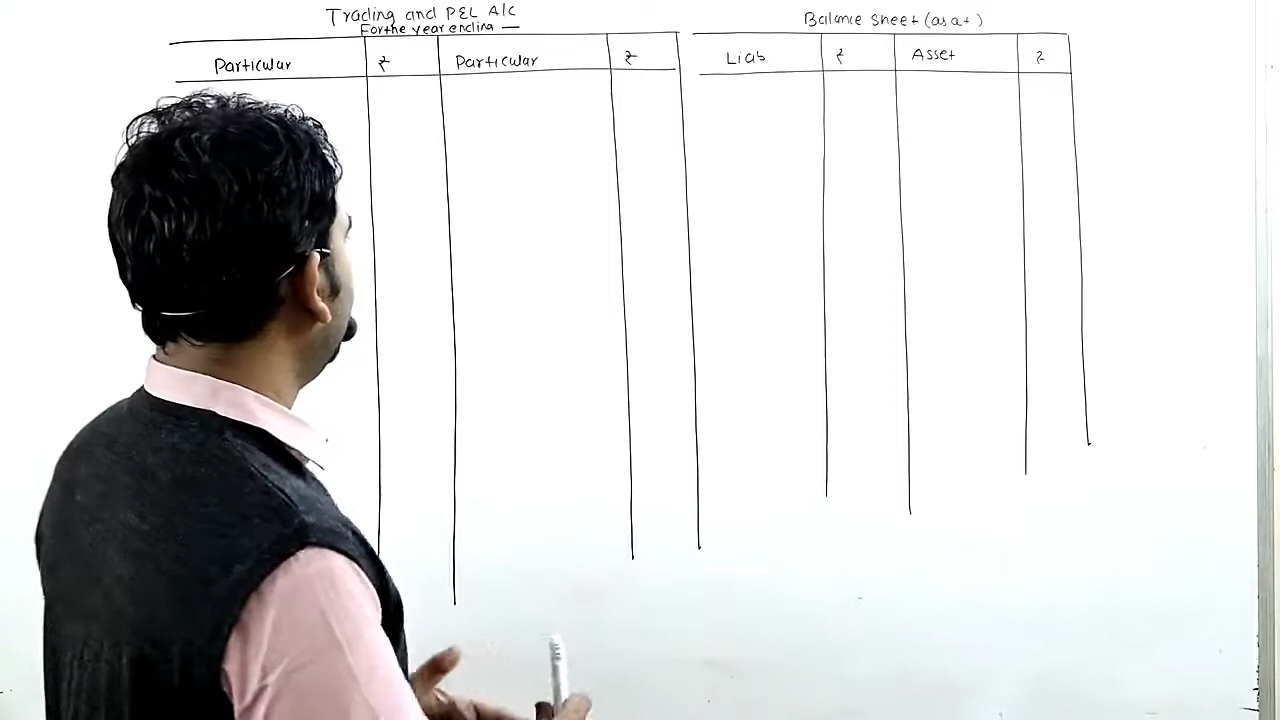 Trading and P&L A/c
For the year ending —
Particular ₹ Particular ₹
Balance Sheet (as at)
Liab ₹ Asset ₹